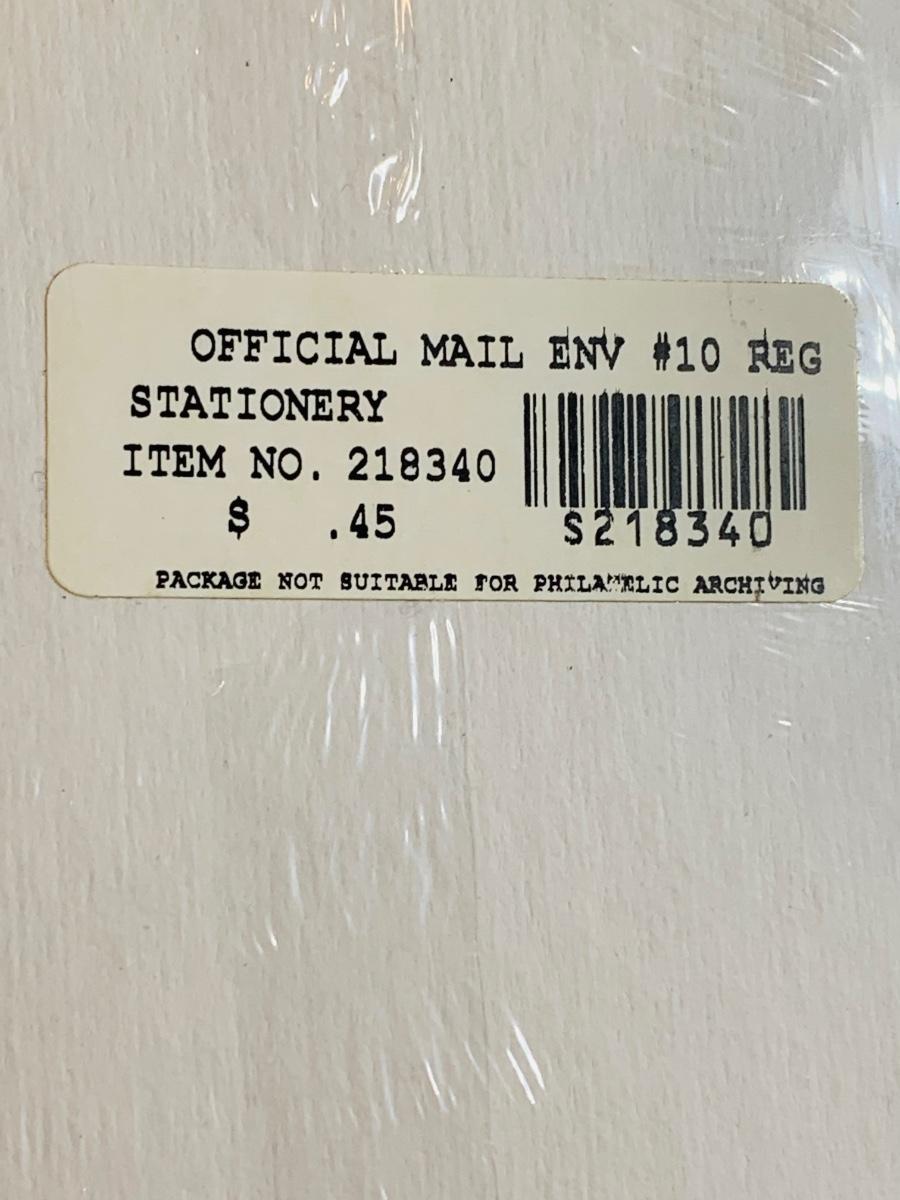 OFFICIAL MAIL ENV #10 REG
STATIONERY
ITEM NO. 218340
$ .45
S218340
PACKAGE NOT SUITABLE FOR PHILATELIC ARCHIVING